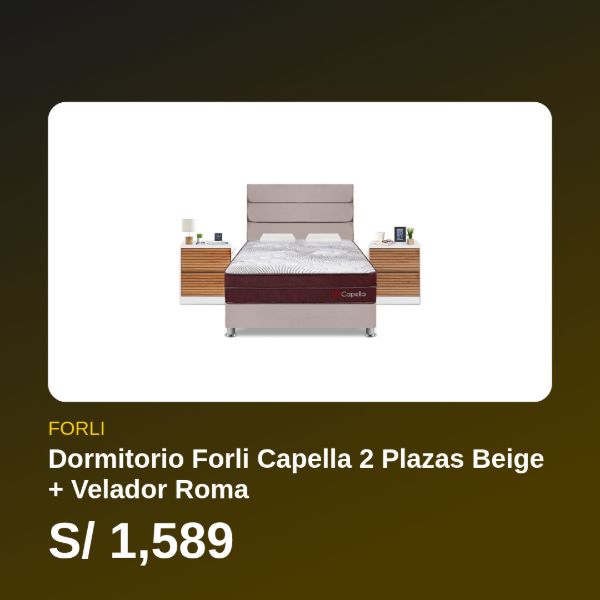 Capella
FORLI
Dormitorio Forli Capella 2 Plazas Beige
+ Velador Roma
S/ 1,589